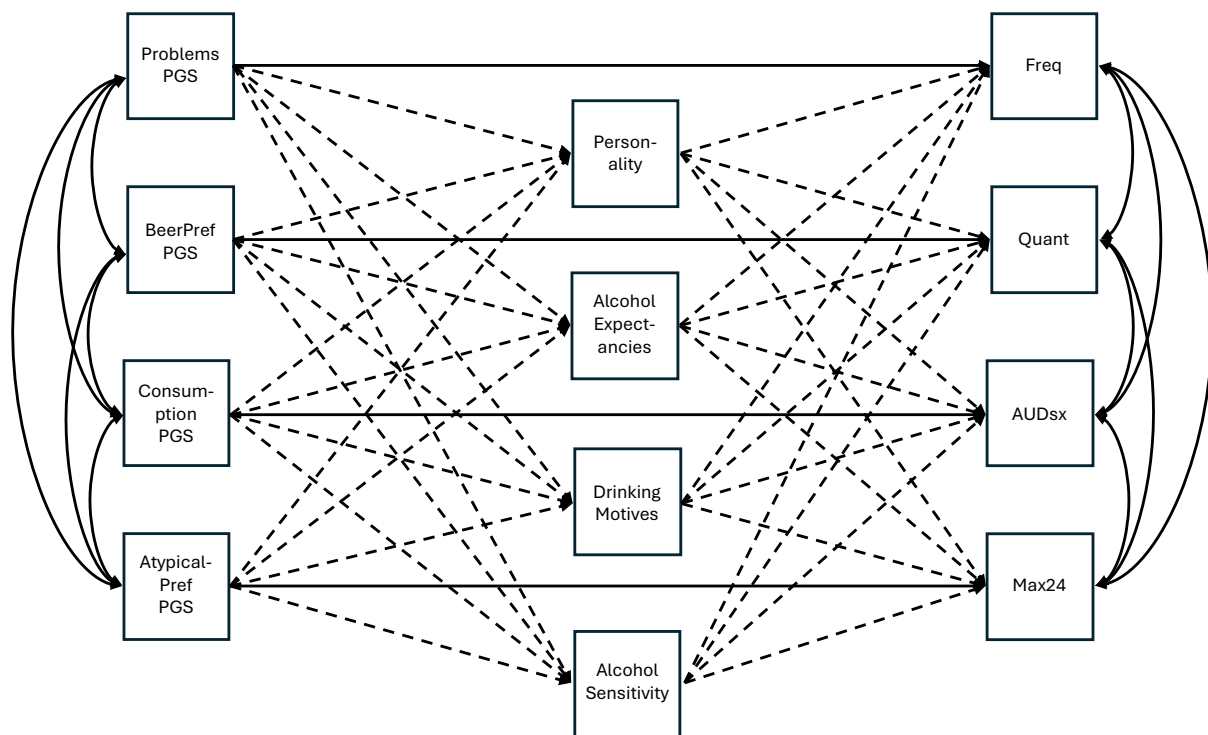 Problems
PGS
Freq
Person-
ality
BeerPref
PGS
Quant
Alcohol
Expect-
ancies
Consum-
ption
PGS
AUDsx
Drinking
Motives
Atypical-
Pref
PGS
Max24
Alcohol
Sensitivity